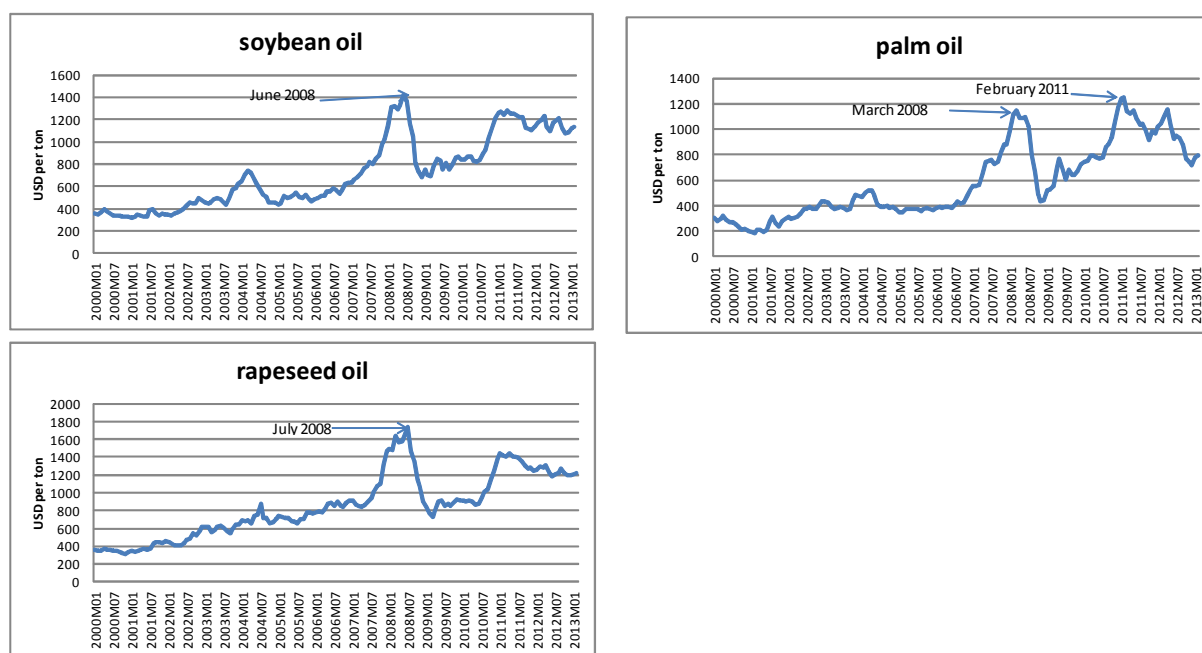 soybean oil
USD per ton
1600
1400
1200
1000
800
600
400
200
0
June 2008
2000M01
2000M07
2001M01
2001M07
2002M01
2002M07
2003M01
2003M07
2004M01
2004M07
2005M01
2005M07
2006M01
2006M07
2007M01
2007M07
2008M01
2008M07
2009M01
2009M07
2010M01
2010M07
2011M01
2011M07
2012M01
2012M07
2013M01
palm oil
USD per ton
1400
1200
1000
800
600
400
200
0
February 2011
March 2008
2000M01
2000M07
2001M01
2001M07
2002M01
2002M07
2003M01
2003M07
2004M01
2004M07
2005M01
2005M07
2006M01
2006M07
2007M01
2007M07
2008M01
2008M07
2009M01
2009M07
2010M01
2010M07
2011M01
2011M07
2012M01
2012M07
2013M01
rapeseed oil
USD per ton
2000
1800
1600
1400
1200
1000
800
600
400
200
0
July 2008
2000M01
2000M07
2001M01
2001M07
2002M01
2002M07
2003M01
2003M07
2004M01
2004M07
2005M01
2005M07
2006M01
2006M07
2007M01
2007M07
2008M01
2008M07
2009M01
2009M07
2010M01
2010M07
2011M01
2011M07
2012M01
2012M07
2013M01